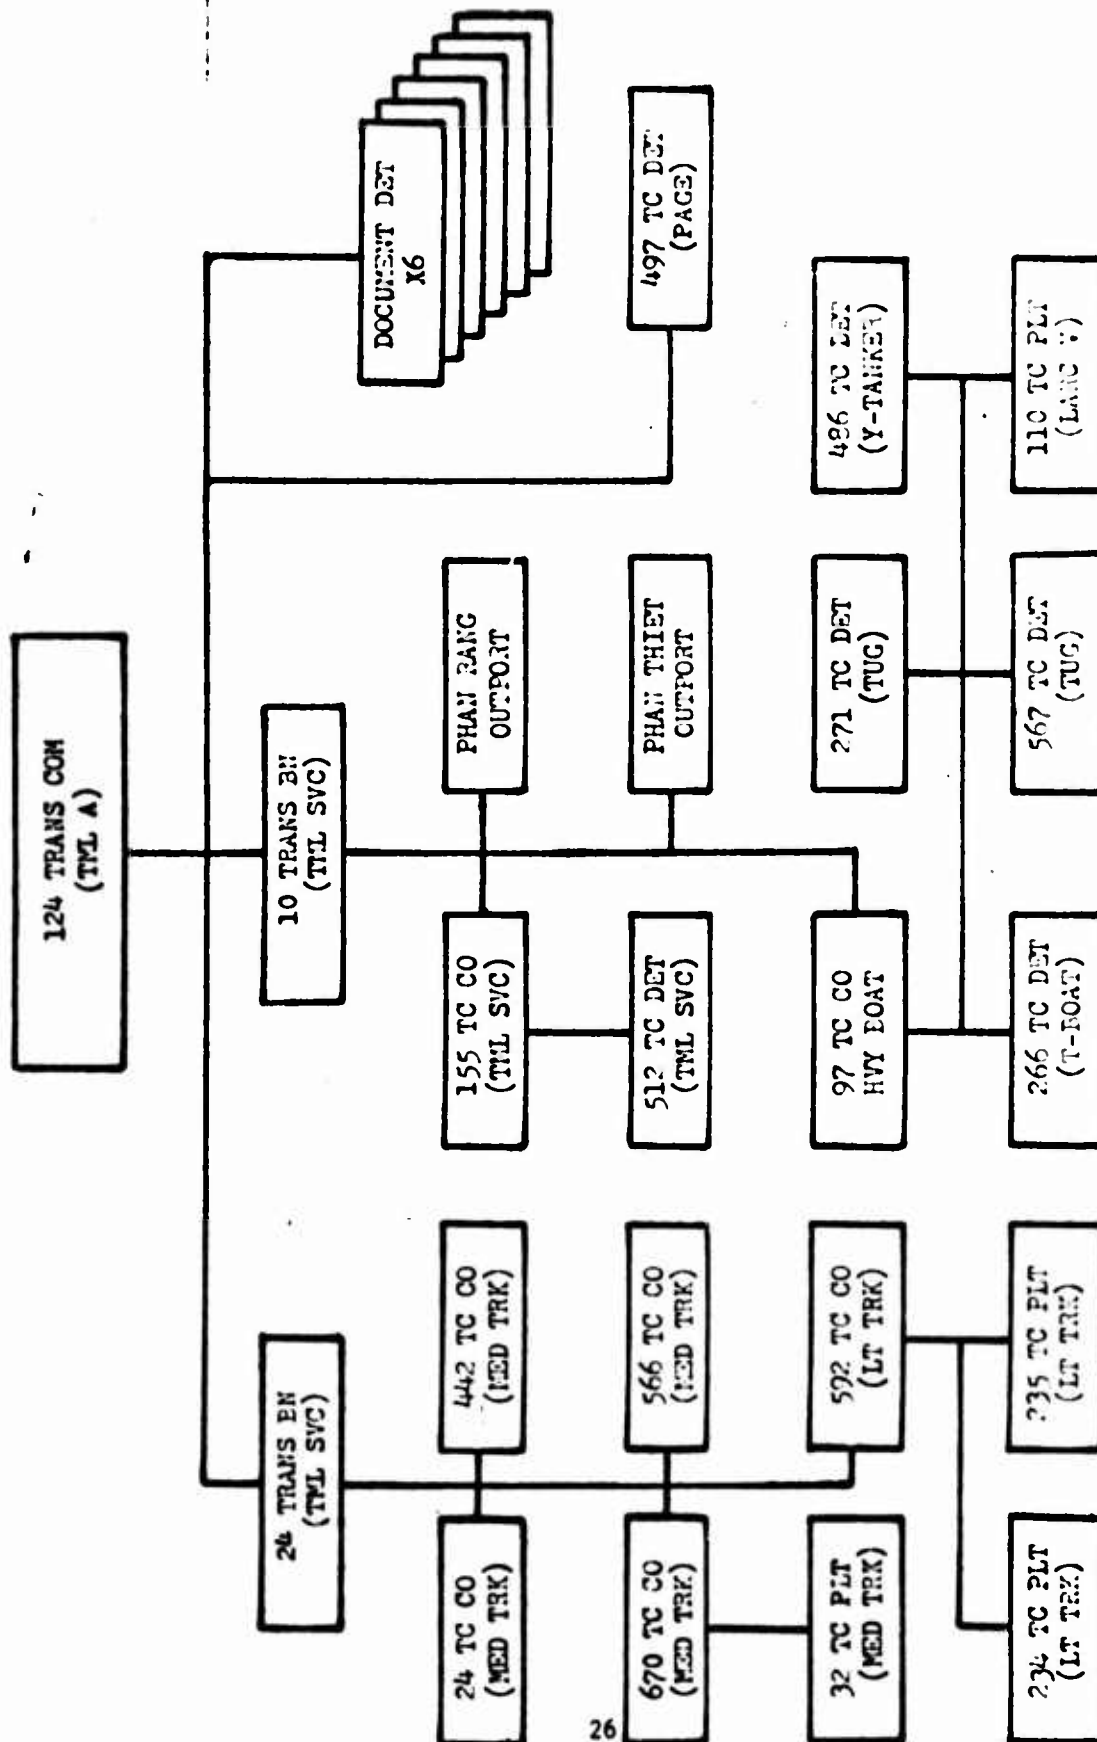 124 TRANS COM
(TML A)
24 TRANS BN
(TML SVC)
10 TRANS BN
(TML SVC)
DOCUMENT DET
X6
24 TC CO
(MED TRK)
442 TC CO
(MED TRK)
155 TC CO
(TML SVC)
PHAN RANG
OUTPORT
670 TC CO
(MED TRK)
566 TC CO
(MED TRK)
512 TC DET
(TML SVC)
PHAN THIET
OUTPORT
497 TC DET
(PACE)
32 TC PLT
(MED TRK)
592 TC CO
(LT TRK)
97 TC CO
HVY BOAT
271 TC DET
(TUG)
486 TC DET
(Y-TANKER)
234 TC PLT
(LT TRK)
235 TC PLT
(LT TRK)
266 TC DET
(T-BOAT)
567 TC DET
(TUG)
110 TC PLT
(LARC V)
26